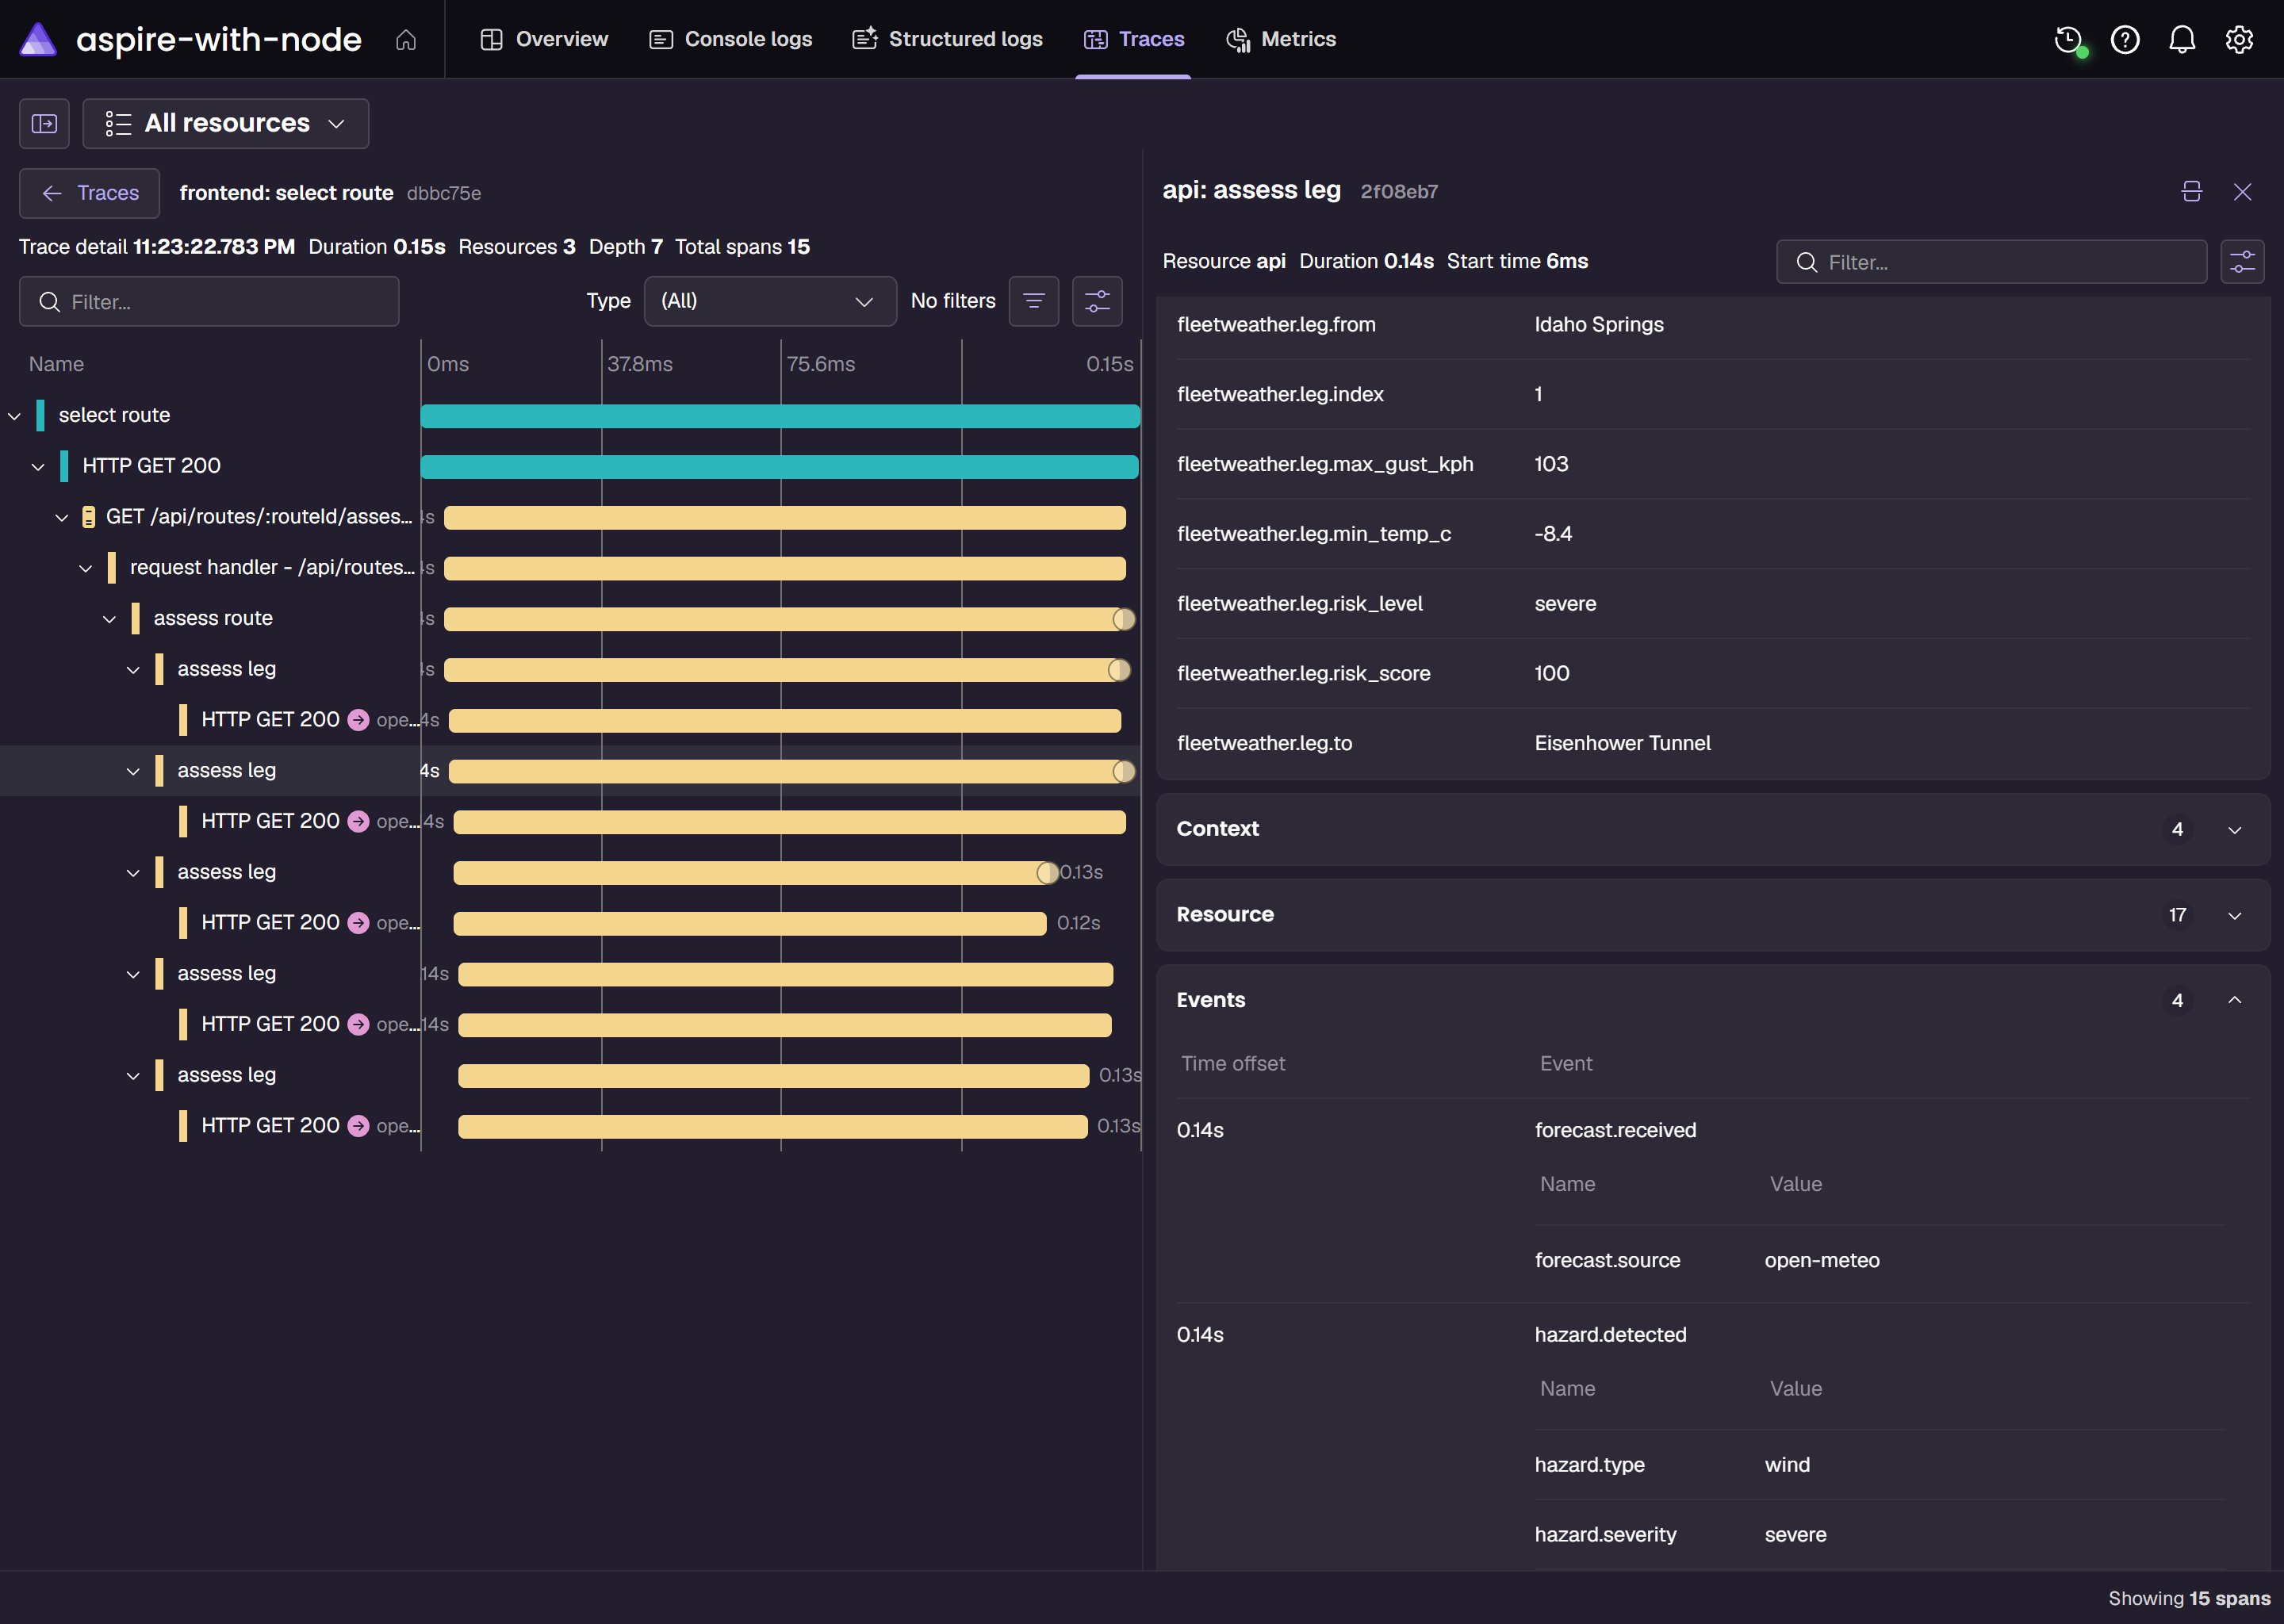 aspire-with-node
Overview
Console logs
Structured logs
Traces
Metrics
All resources
Traces
frontend: select route dbbc75e
Trace detail 11:23:22.783 PM Duration 0.15s Resources 3 Depth 7 Total spans 15
Filter...
Type
(All)
No filters
Name
0ms
37.8ms
75.6ms
0.15s
select route
HTTP GET 200
GET /api/routes/:routeId/asses...
request handler - /api/routes...
assess route
assess leg
HTTP GET 200 ope... 4s
assess leg 4s
HTTP GET 200 ope... 4s
assess leg 0.13s
HTTP GET 200 ope... 0.12s
assess leg 14s
HTTP GET 200 ope... 14s
assess leg 0.13s
HTTP GET 200 ope... 0.13s
api: assess leg 2f08eb7
Resource api Duration 0.14s Start time 6ms
Filter...
fleetweather.leg.from Idaho Springs
fleetweather.leg.index 1
fleetweather.leg.max_gust_kph 103
fleetweather.leg.min_temp_c -8.4
fleetweather.leg.risk_level severe
fleetweather.leg.risk_score 100
fleetweather.leg.to Eisenhower Tunnel
Context 4
Resource 17
Events 4
Time offset Event
0.14s forecast.received
Name Value
forecast.source open-meteo
0.14s hazard.detected
Name Value
hazard.type wind
hazard.severity severe
Showing 15 spans